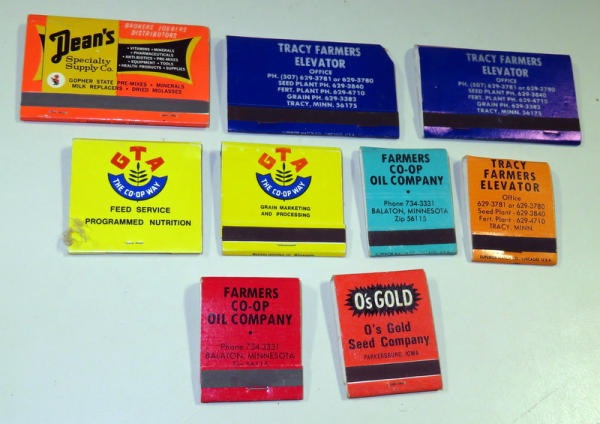 BROKERS JOBBERS
DISTRIBUTORS
Dean's
Specialty
Supply Co.
• VITAMINS • MINERALS
• PHARMACEUTICALS
• ANTI-BIOTICS • PRE-MIXES
• EQUIPMENT • TOOLS
• HEALTH PRODUCTS • SUPPLIES
GOPHER STATE PRE-MIXES • MINERALS
MILK REPLACERS • DRIED MOLASSES
TRACY FARMERS
ELEVATOR
OFFICE
PH. (507) 629-3781 or 629-3780
SEED PLANT PH. 629-3840
FERT. PLANT PH. 629-4710
GRAIN PH. 629-3383
TRACY, MINN. 56175
TRACY FARMERS
ELEVATOR
OFFICE
PH. (507) 629-3781 or 629-3780
SEED PLANT PH. 629-3840
FERT. PLANT PH. 629-4710
GRAIN PH. 629-3383
TRACY, MINN. 56175
GTA
THE CO-OP WAY
FEED SERVICE
PROGRAMMED NUTRITION
GTA
THE CO-OP WAY
GRAIN MARKETING
AND PROCESSING
FARMERS
CO-OP
OIL COMPANY
•
Phone 734-3331
BALATON, MINNESOTA
Zip 56115
TRACY
FARMERS
ELEVATOR
Office
629-3781 or 629-3780
Seed Plant - 629-3840
Fert. Plant - 629-4710
TRACY, MINN.
FARMERS
CO-OP
OIL COMPANY
•
Phone 734-3331
BALATON, MINNESOTA
Zip 56115
O's GOLD
O's Gold
Seed Company
PARKERSBURG, IOWA